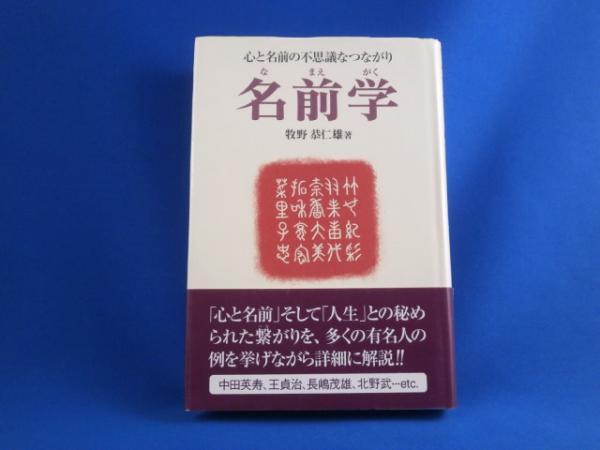 心と名前の不思議なつながり
な まえ がく
名前学
牧野 恭仁雄 著
「心と名前」そして「人生」との秘め
られた繋がりを、多くの有名人の
例を挙げながら詳細に解説!!
中田英寿、王貞治、長嶋茂雄、北野武…etc.